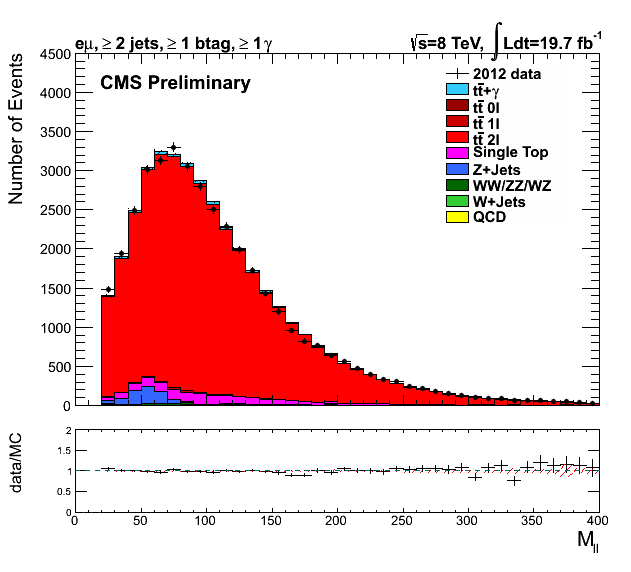 eμ, ≥ 2 jets, ≥ 1 btag, ≥ 1 γ
√s=8 TeV, ∫Ldt=19.7 fb⁻¹
CMS Preliminary
Number of Events
4500
4000
3500
3000
2500
2000
1500
1000
500
0
2012 data
tt̄+γ
tt̄ 0l
tt̄ 1l
tt̄ 2l
Single Top
Z+Jets
WW/ZZ/WZ
W+Jets
QCD
data/MC
2
1.5
1
0.5
0
0 50 100 150 200 250 300 350 400
M_ll